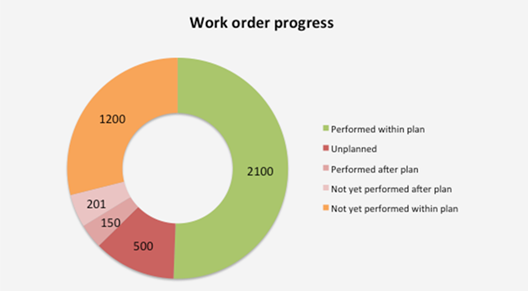 Work order progress
1200
2100
201
150
500
Performed within plan
Unplanned
Performed after plan
Not yet performed after plan
Not yet performed within plan